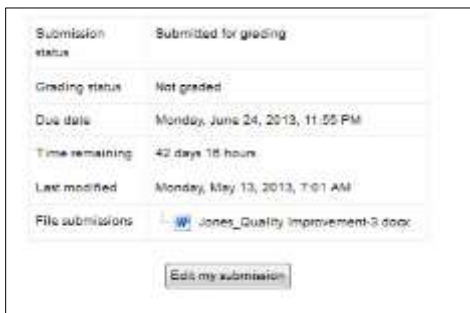 Submission Submitted for grading
status
Grading status Not graded
Due date Monday, June 24, 2013, 11:55 PM
Time remaining 42 days 16 hours
Last modified Monday, May 13, 2013, 7:01 AM
File submissions Jones_Quality Improvement-3.docx
Edit my submission